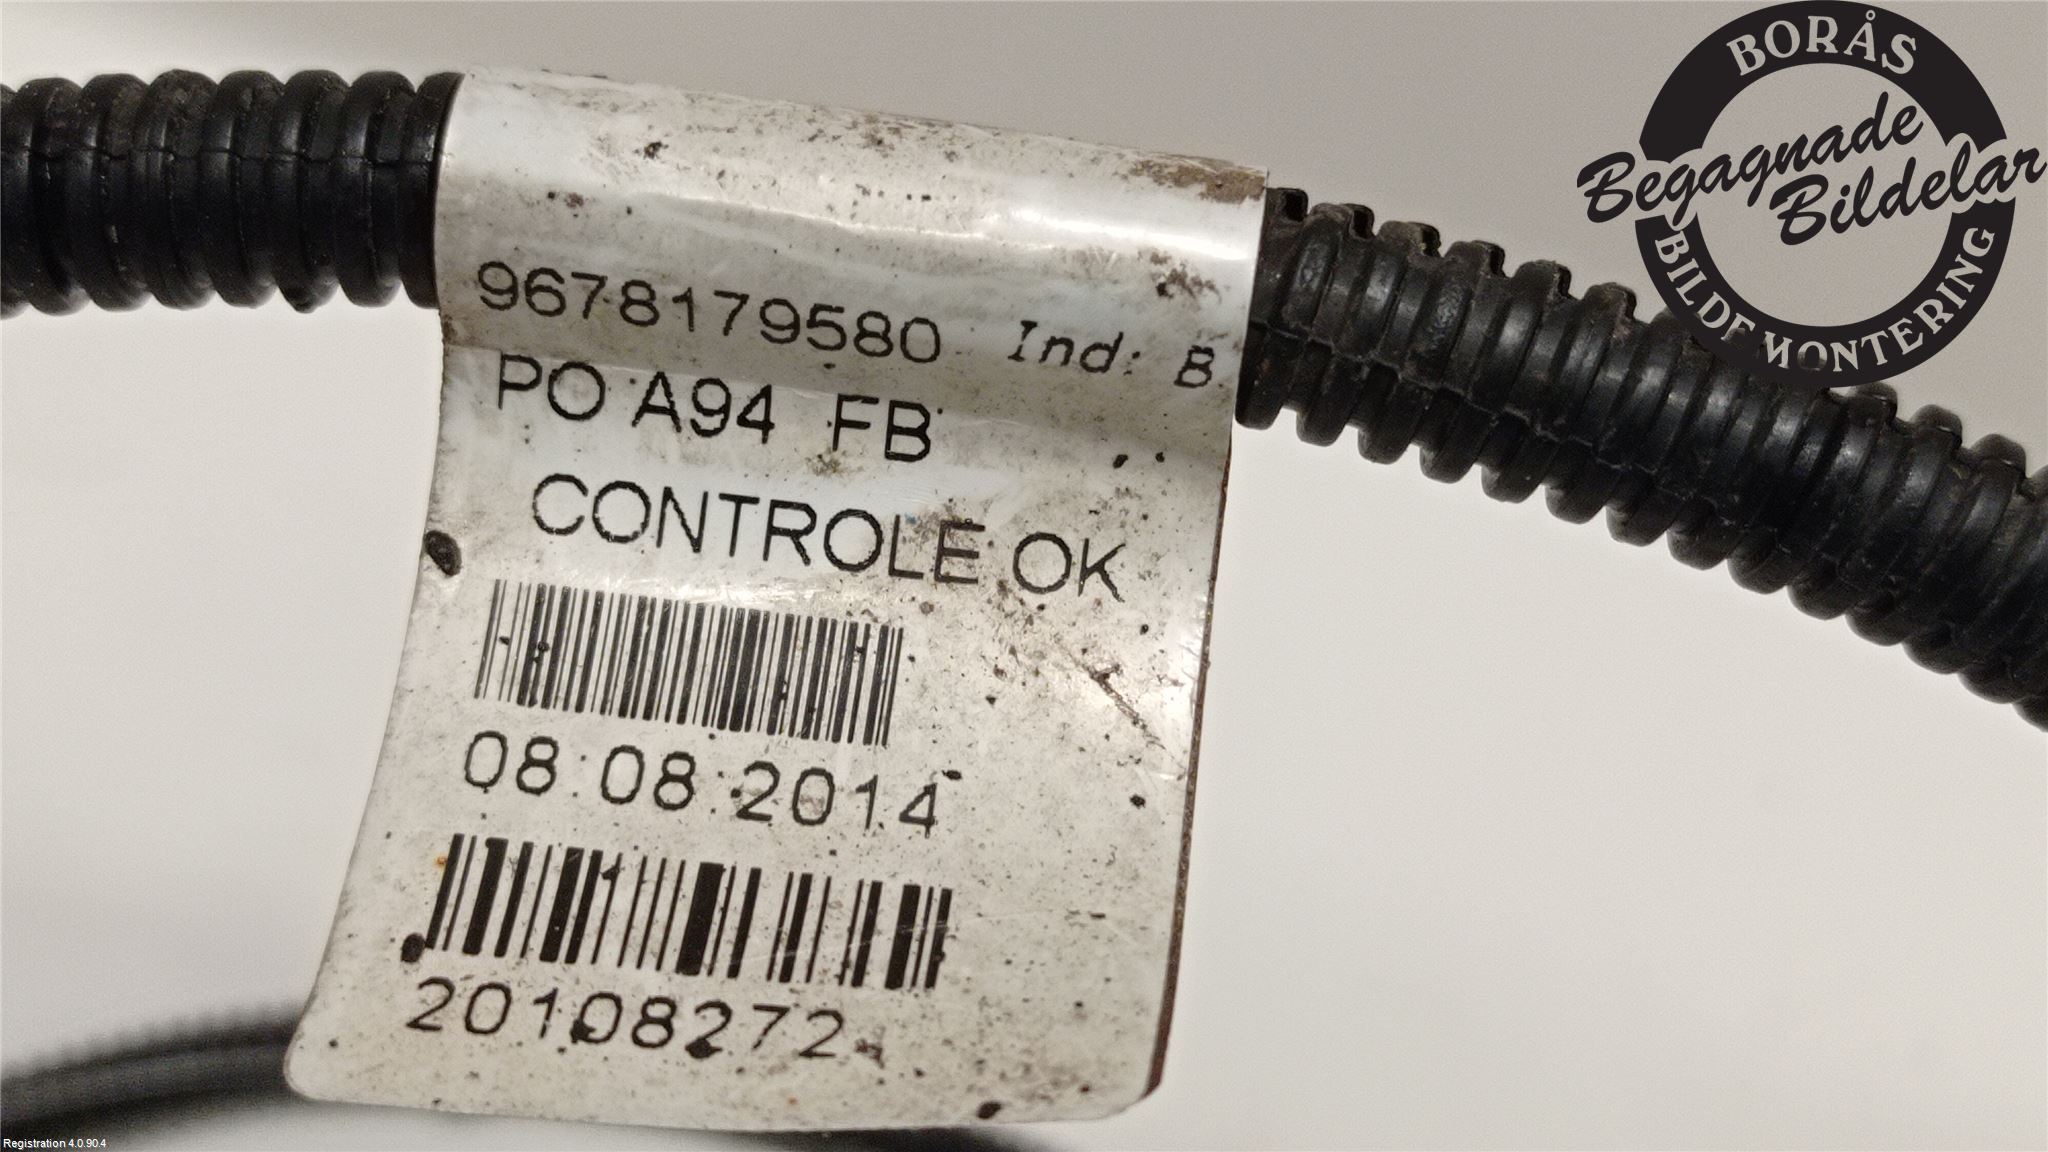 BORÅS
Begagnade
Bildelar
BILDEMONTERING
9678179580 Ind: B
PO A94 FB
CONTROLE OK
08:08:2014
20108272
Registration 4.0.90.4